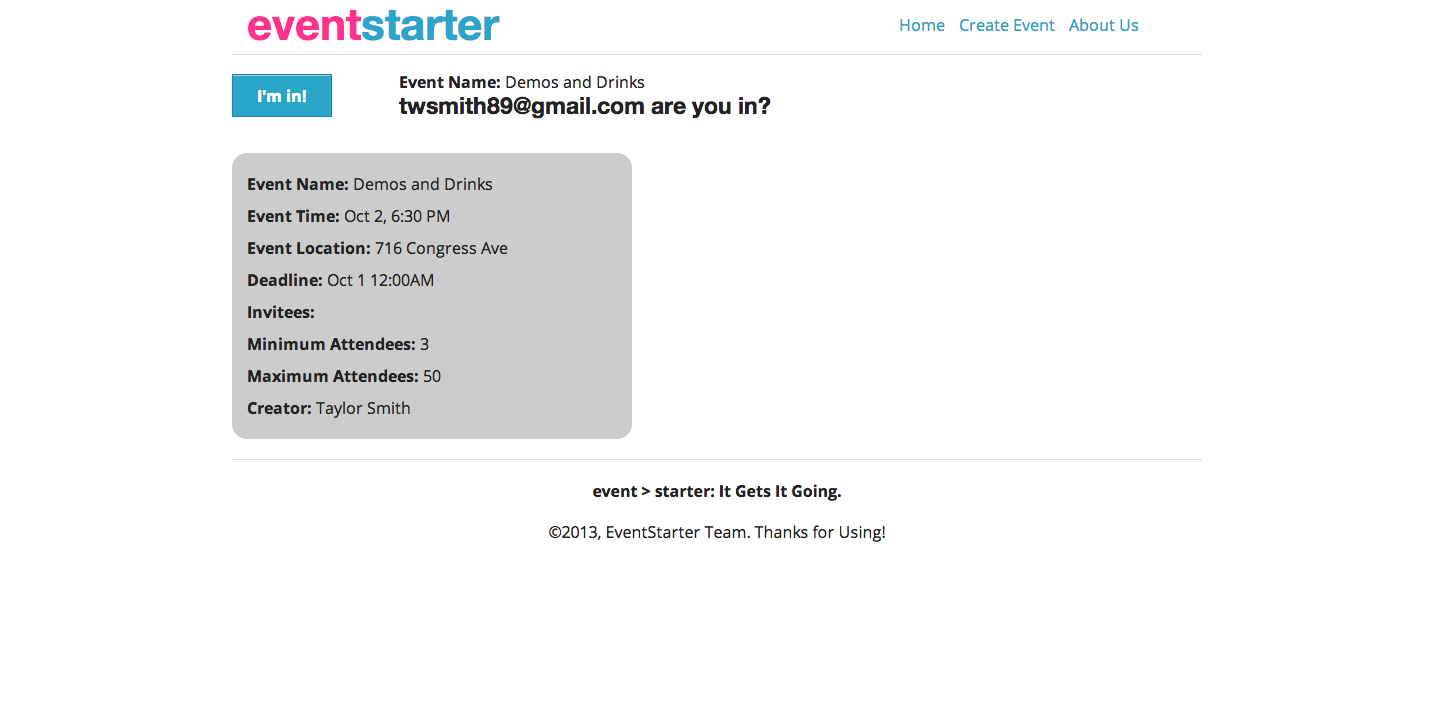 eventstarter
Home Create Event About Us
I'm in!
Event Name: Demos and Drinks
twsmith89@gmail.com are you in?
Event Name: Demos and Drinks
Event Time: Oct 2, 6:30 PM
Event Location: 716 Congress Ave
Deadline: Oct 1 12:00AM
Invitees:
Minimum Attendees: 3
Maximum Attendees: 50
Creator: Taylor Smith
event > starter: It Gets It Going.
©2013, EventStarter Team. Thanks for Using!